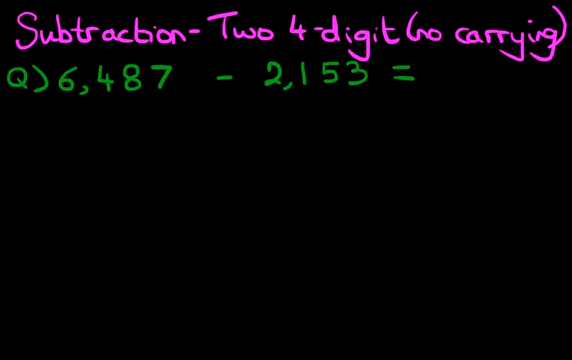 Subtraction - Two 4-digit (no carrying)
Q) 6,487 - 2,153 =